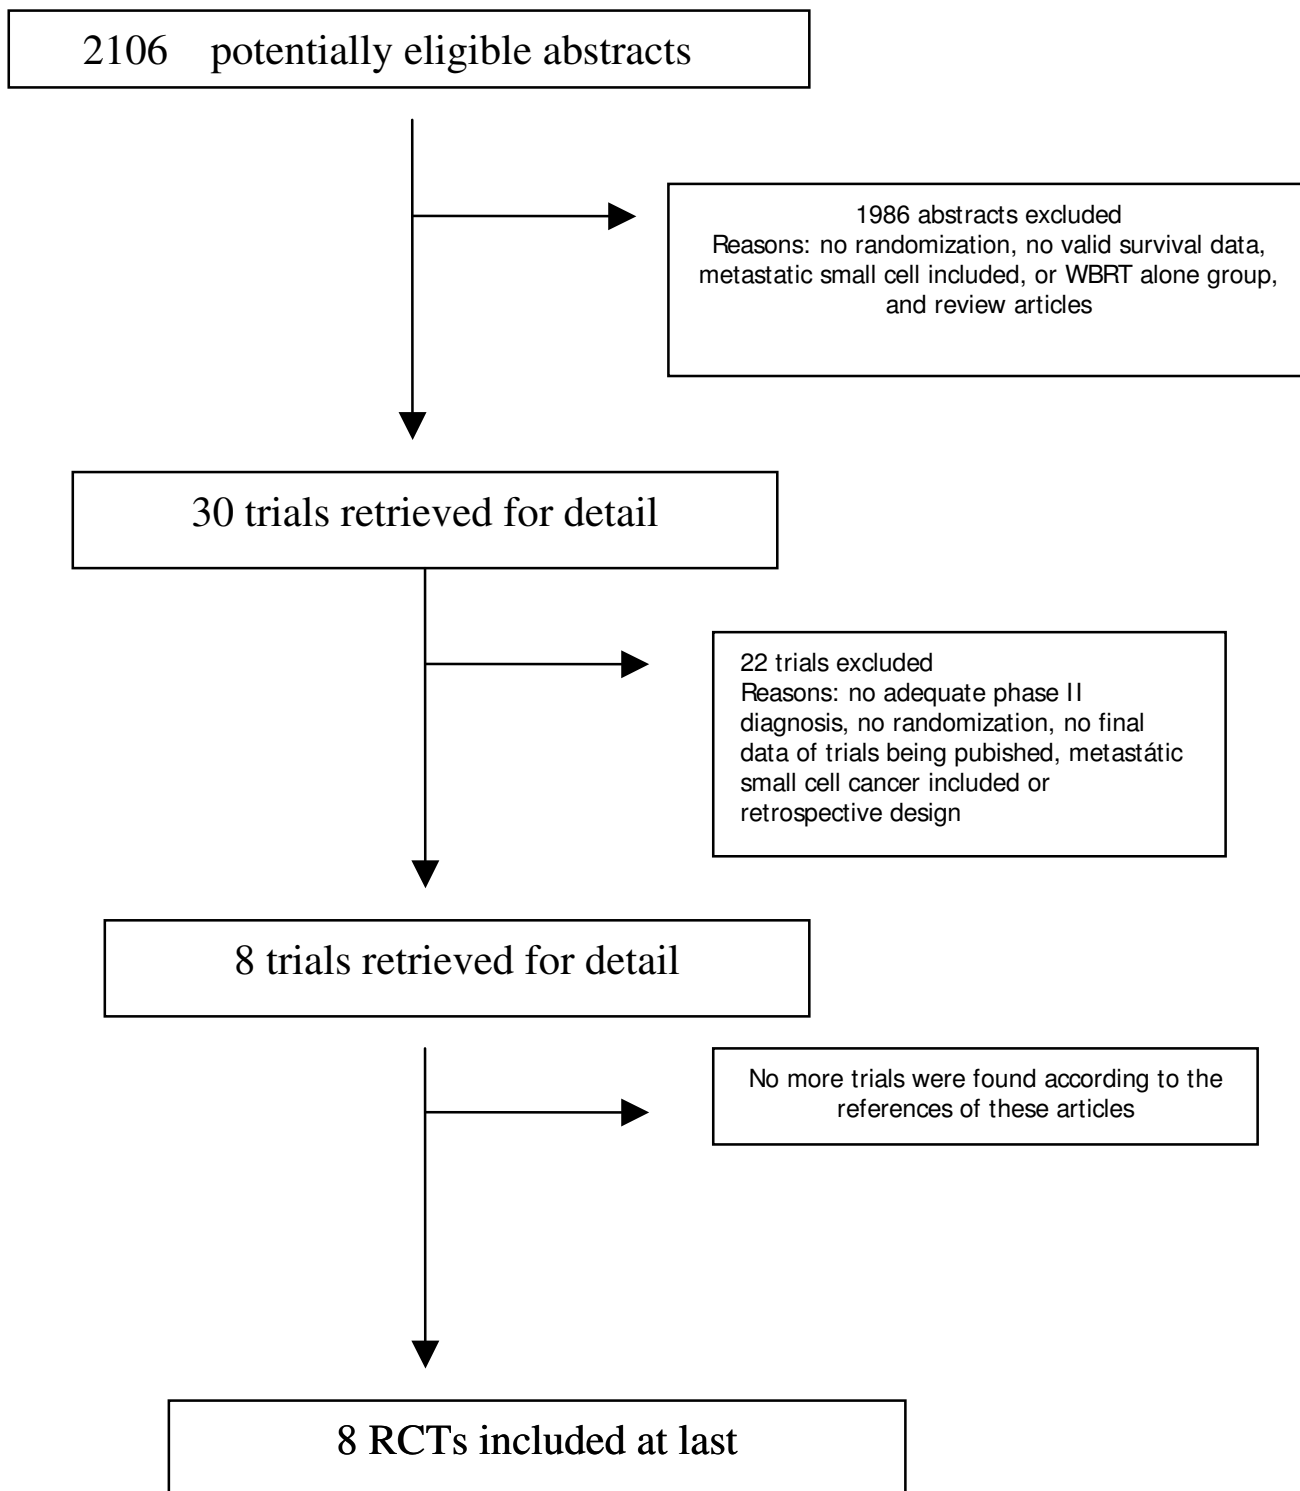 2106 potentially eligible abstracts
1986 abstracts excluded
Reasons: no randomization, no valid survival data,
metastatic small cell included, or WBRT alone group,
and review articles
30 trials retrieved for detail
22 trials excluded
Reasons: no adequate phase II
diagnosis, no randomization, no final
data of trials being pubished, metastátic
small cell cancer included or
retrospective design
8 trials retrieved for detail
No more trials were found according to the
references of these articles
8 RCTs included at last